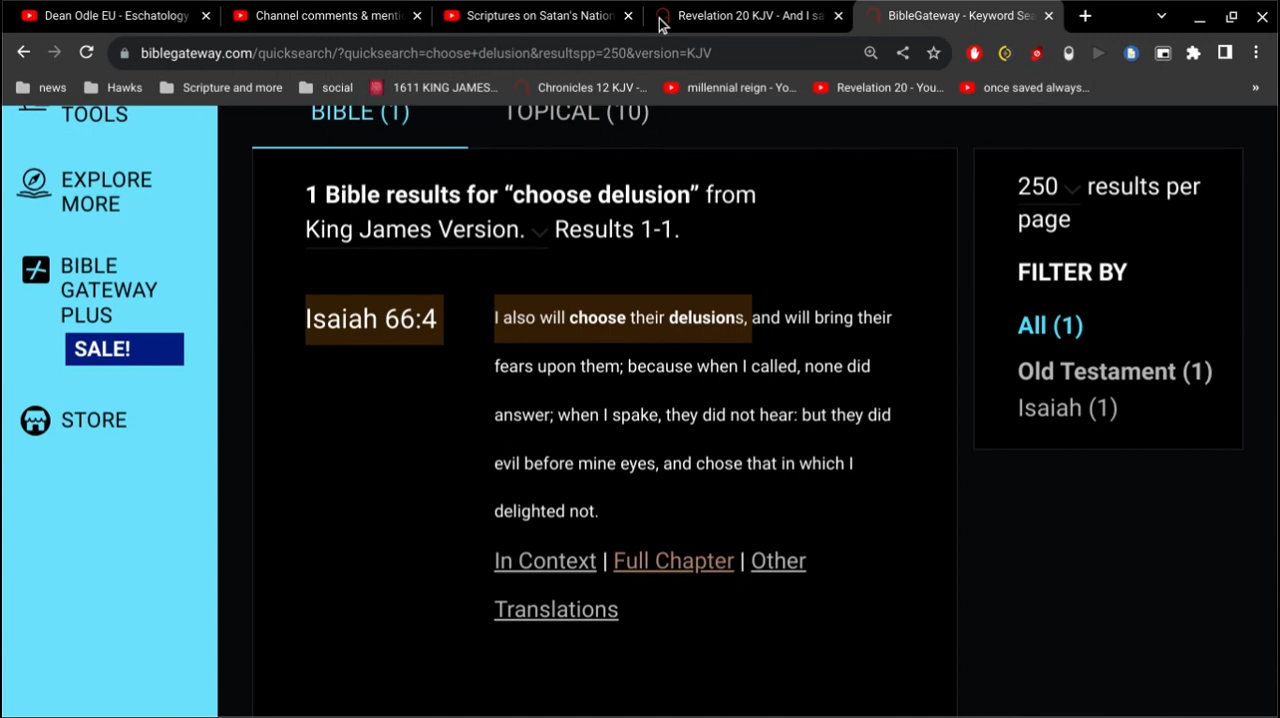 Dean Odle EU - Eschatology
Channel comments & menti
Scriptures on Satan's Nation
Revelation 20 KJV - And I sa
BibleGateway - Keyword Sea
biblegateway.com/quicksearch/?quicksearch=choose+delusion&resultspp=250&version=KJV
news
Hawks
Scripture and more
social
1611 KING JAMES...
Chronicles 12 KJV -...
millennial reign - Yo...
Revelation 20 - You...
once saved always...
»
TOOLS
EXPLORE
MORE
BIBLE
GATEWAY
PLUS
SALE!
STORE
BIBLE (1)
TOPICAL (10)
1 Bible results for “choose delusion” from
King James Version. Results 1-1.
Isaiah 66:4
I also will choose their delusions, and will bring their
fears upon them; because when I called, none did
answer; when I spake, they did not hear: but they did
evil before mine eyes, and chose that in which I
delighted not.
In Context | Full Chapter | Other
Translations
250 results per
page
FILTER BY
All (1)
Old Testament (1)
Isaiah (1)